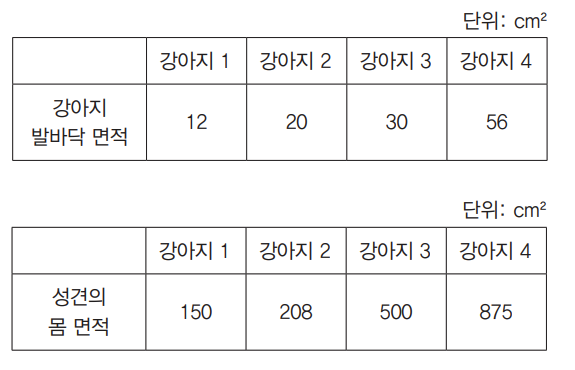 단위: cm²
강아지 1 강아지 2 강아지 3 강아지 4
강아지
발바닥 면적 12 20 30 56
단위: cm²
강아지 1 강아지 2 강아지 3 강아지 4
성견의
몸 면적 150 208 500 875